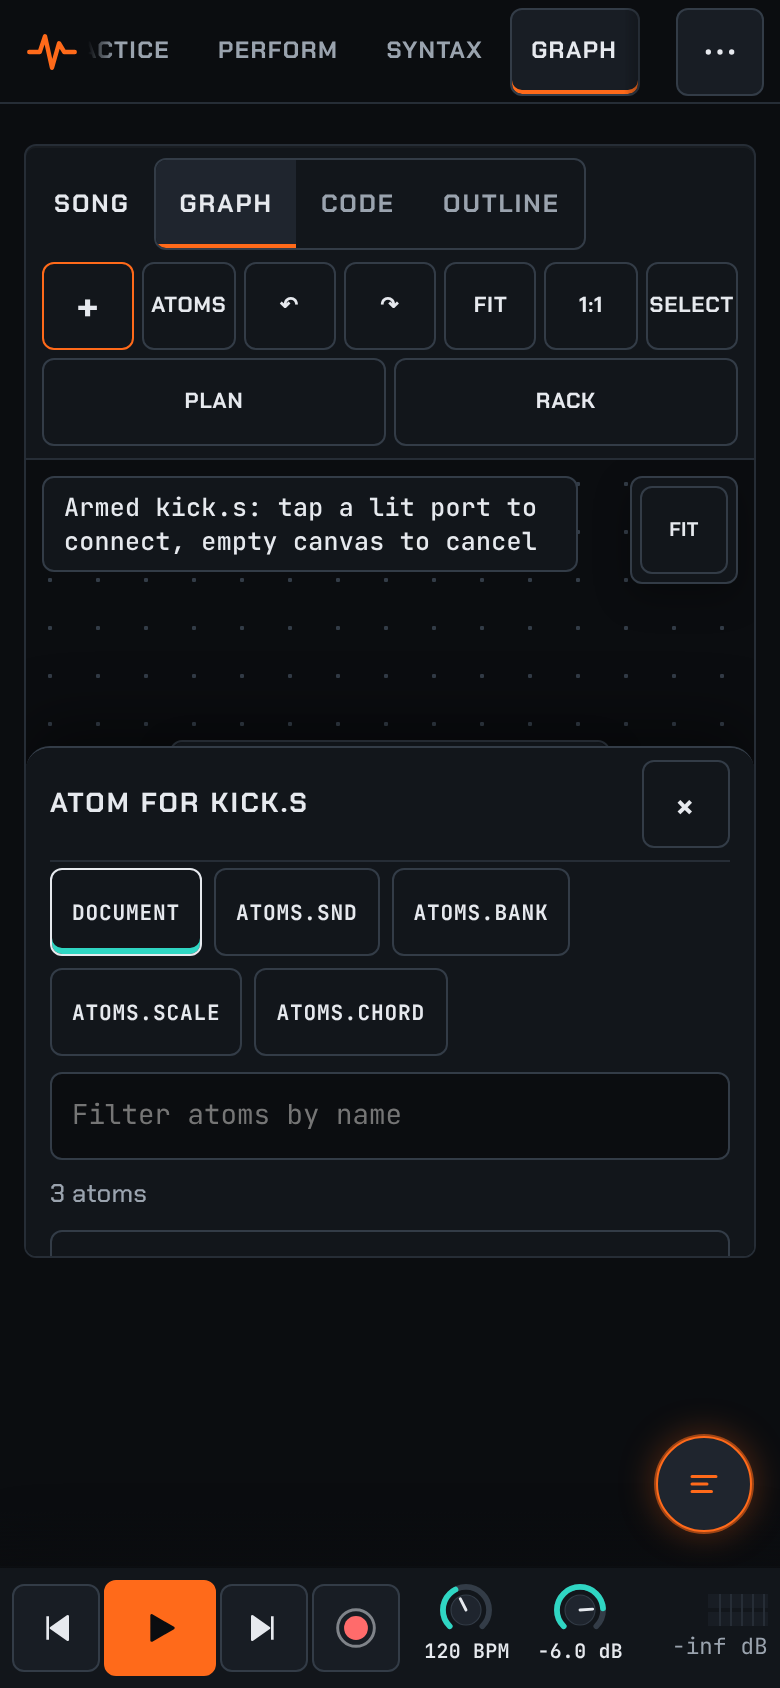 CTICE PERFORM SYNTAX GRAPH
SONG GRAPH CODE OUTLINE
+ ATOMS ↶ ↷ FIT 1:1 SELECT
PLAN RACK
Armed kick.s: tap a lit port to
connect, empty canvas to cancel
FIT
ATOM FOR KICK.S
×
DOCUMENT ATOMS.SND ATOMS.BANK
ATOMS.SCALE ATOMS.CHORD
Filter atoms by name
3 atoms
120 BPM -6.0 dB -inf dB